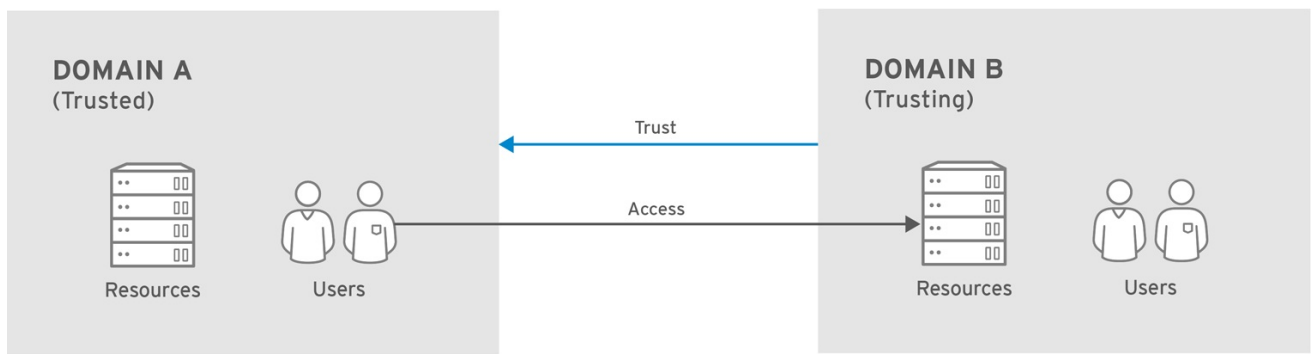 DOMAIN A
(Trusted)
Resources
Users
Trust
Access
DOMAIN B
(Trusting)
Resources
Users